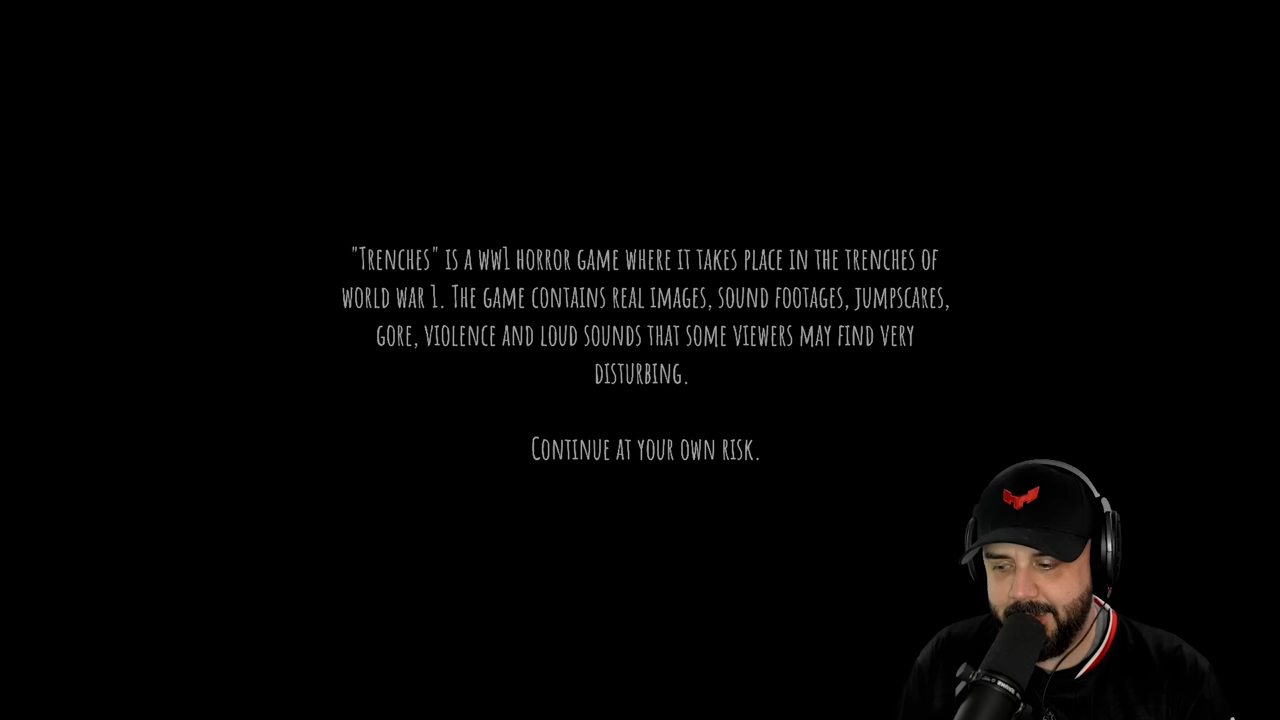 "Trenches" is a ww1 horror game where it takes place in the trenches of
World War 1. The game contains real images, sound footages, jumpscares,
gore, violence and loud sounds that some viewers may find very
disturbing.
Continue at your own risk.